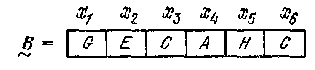 x₁ x₂ x₃ x₄ x₅ x₆
B = G E C A H C